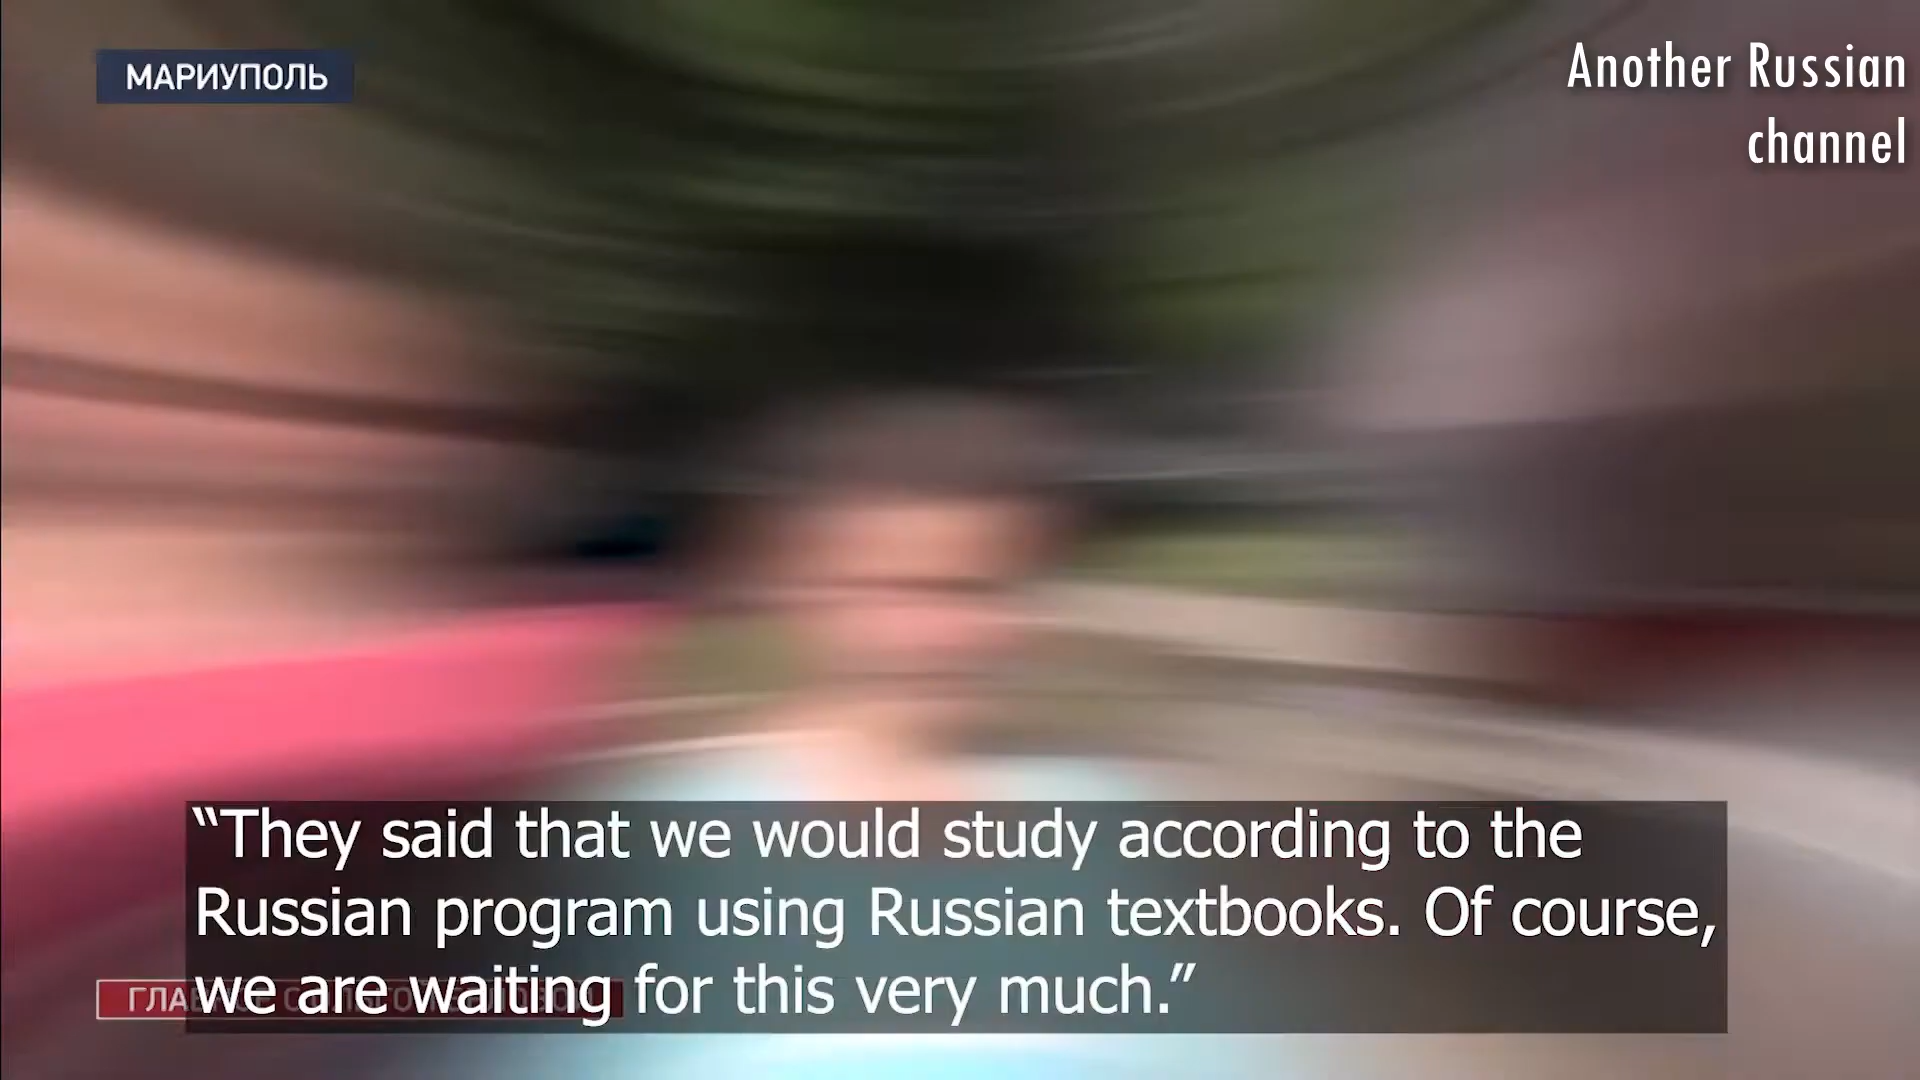 МАРИУПОЛЬ
Another Russian
channel
“They said that we would study according to the
Russian program using Russian textbooks. Of course,
we are waiting for this very much.”